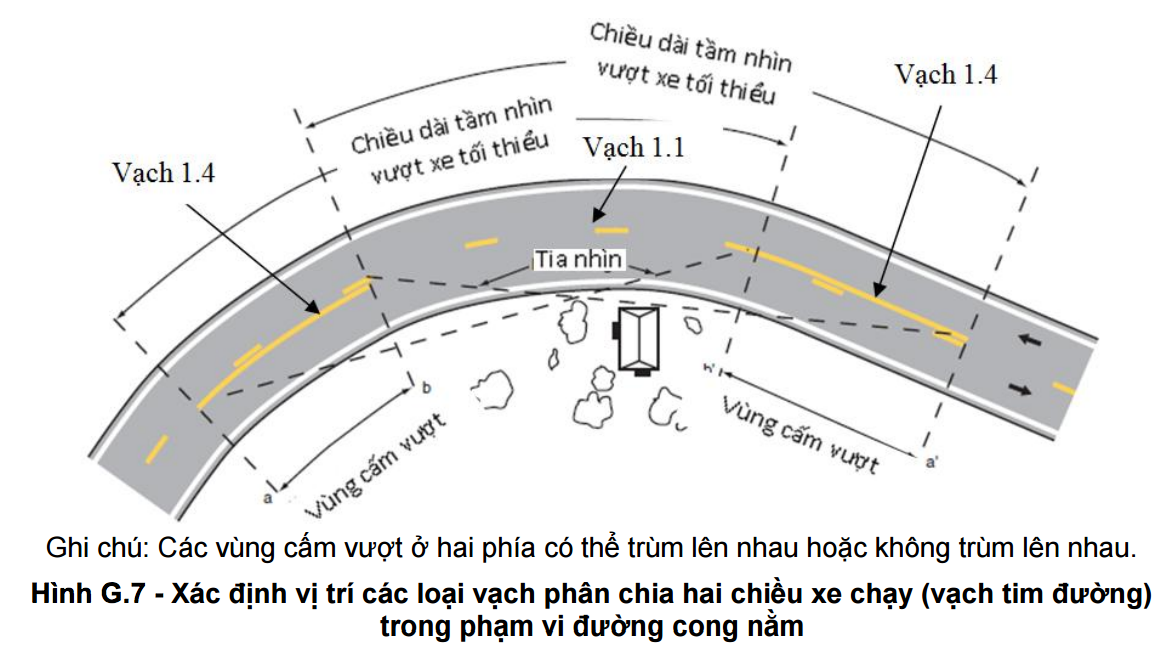 Chiều dài tầm nhìn
vượt xe tối thiểu
Vạch 1.4
Chiều dài tầm nhìn
vượt xe tối thiểu
Vạch 1.1
Vạch 1.4
Tia nhìn
b
a
Vùng cấm vượt
h'
a'
Vùng cấm vượt
Ghi chú: Các vùng cấm vượt ở hai phía có thể trùm lên nhau hoặc không trùm lên nhau.
Hình G.7 - Xác định vị trí các loại vạch phân chia hai chiều xe chạy (vạch tim đường)
trong phạm vi đường cong nằm